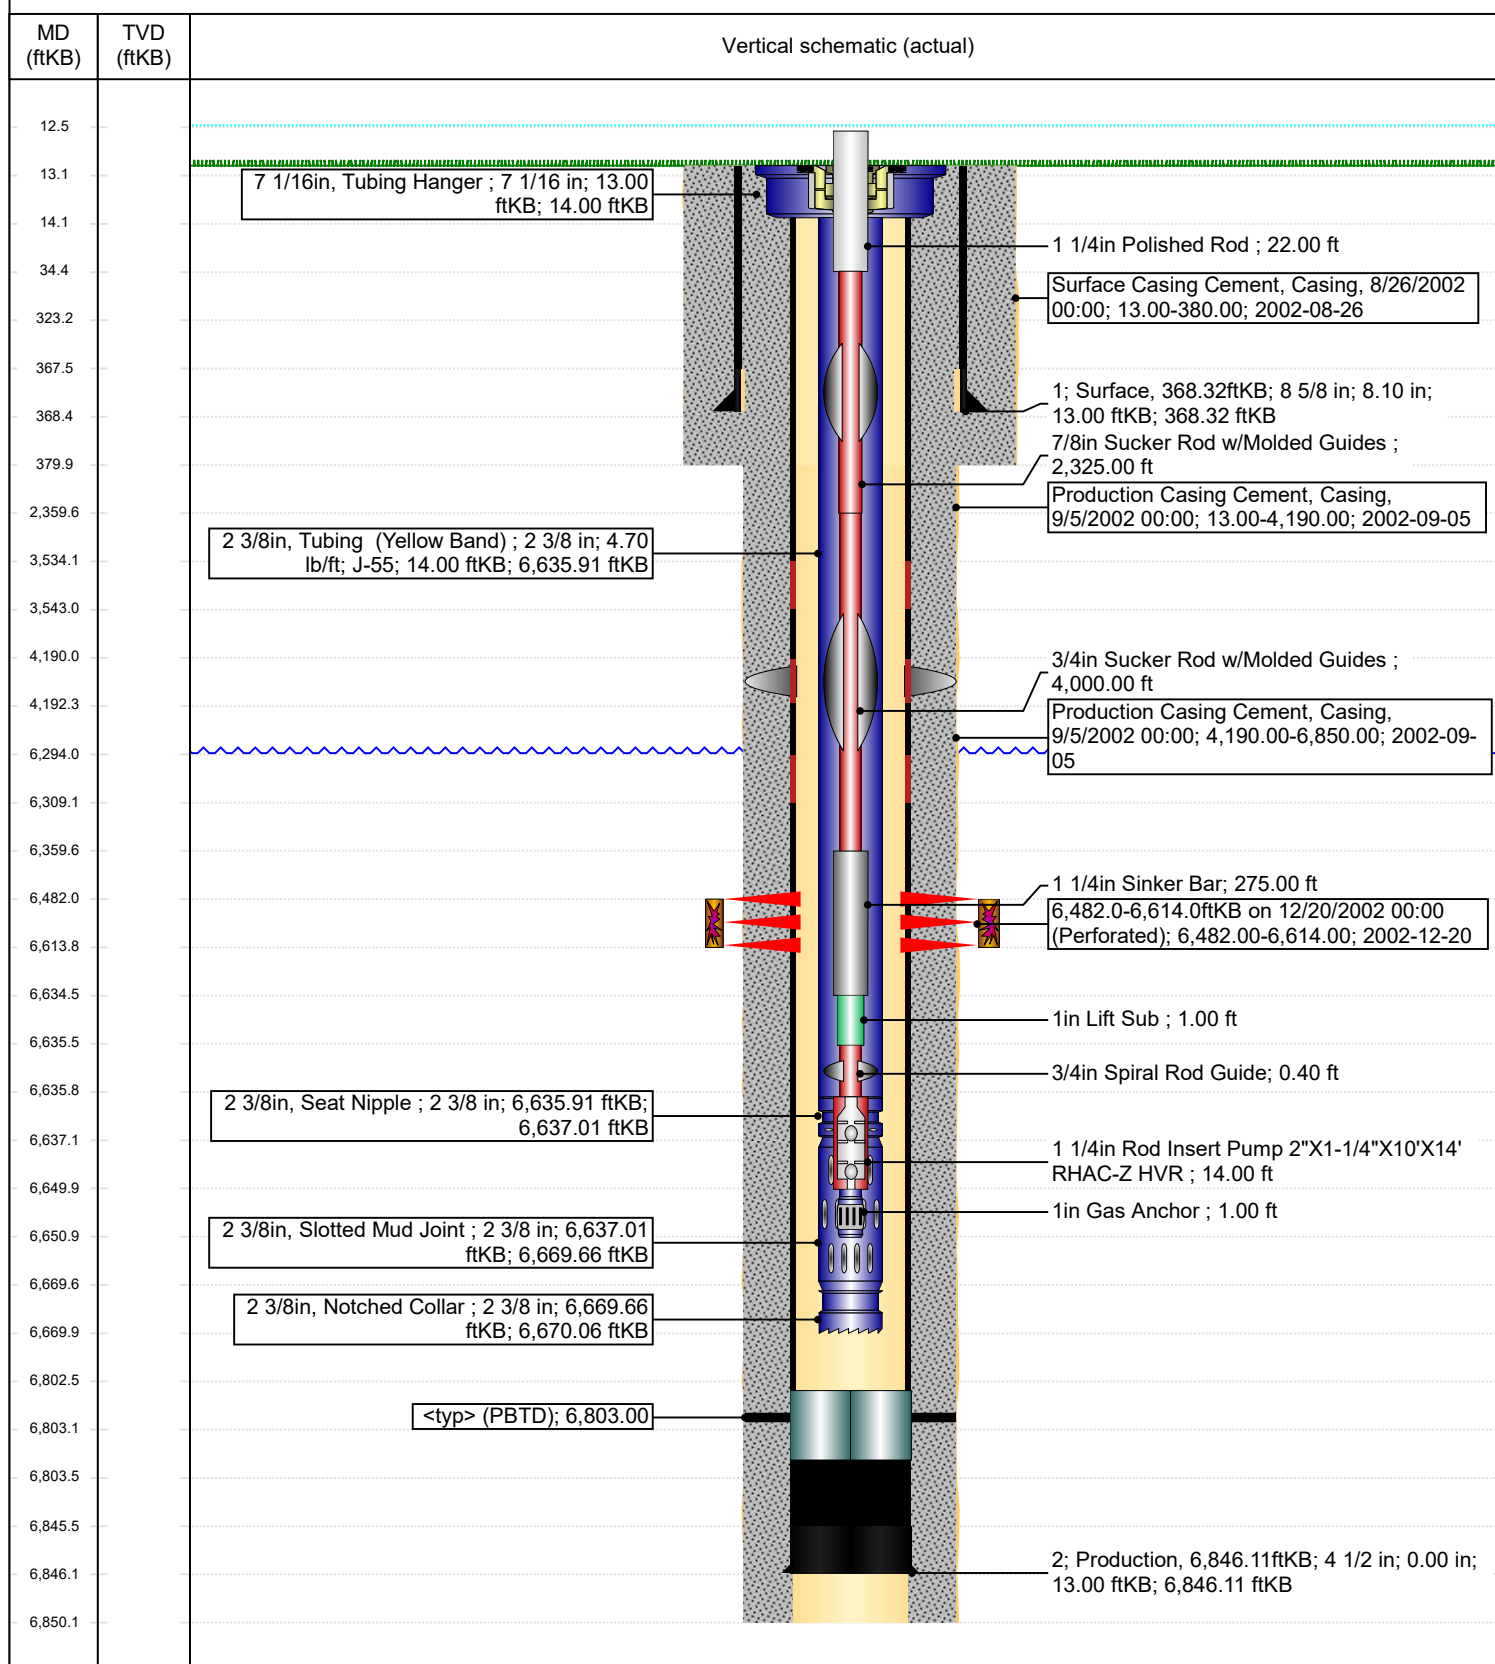 MD
(ftKB)
TVD
(ftKB)
Vertical schematic (actual)
12.5
13.1
7 1/16in, Tubing Hanger ; 7 1/16 in; 13.00
ftKB; 14.00 ftKB
14.1
1 1/4in Polished Rod ; 22.00 ft
34.4
Surface Casing Cement, Casing, 8/26/2002
00:00; 13.00-380.00; 2002-08-26
323.2
367.5
1; Surface, 368.32ftKB; 8 5/8 in; 8.10 in;
13.00 ftKB; 368.32 ftKB
368.4
7/8in Sucker Rod w/Molded Guides ;
2,325.00 ft
379.9
Production Casing Cement, Casing,
9/5/2002 00:00; 13.00-4,190.00; 2002-09-05
2,359.6
2 3/8in, Tubing  (Yellow Band) ; 2 3/8 in; 4.70
lb/ft; J-55; 14.00 ftKB; 6,635.91 ftKB
3,534.1
3,543.0
4,190.0
3/4in Sucker Rod w/Molded Guides ;
4,000.00 ft
4,192.3
Production Casing Cement, Casing,
9/5/2002 00:00; 4,190.00-6,850.00; 2002-09-
05
6,294.0
6,309.1
6,359.6
1 1/4in Sinker Bar; 275.00 ft
6,482.0
6,482.0-6,614.0ftKB on 12/20/2002 00:00
(Perforated); 6,482.00-6,614.00; 2002-12-20
6,613.8
6,634.5
1in Lift Sub ; 1.00 ft
6,635.5
3/4in Spiral Rod Guide; 0.40 ft
6,635.8
2 3/8in, Seat Nipple ; 2 3/8 in; 6,635.91 ftKB;
6,637.01 ftKB
6,637.1
1 1/4in Rod Insert Pump 2"X1-1/4"X10'X14'
RHAC-Z HVR ; 14.00 ft
6,649.9
1in Gas Anchor ; 1.00 ft
2 3/8in, Slotted Mud Joint ; 2 3/8 in; 6,637.01
ftKB; 6,669.66 ftKB
6,650.9
6,669.6
2 3/8in, Notched Collar ; 2 3/8 in; 6,669.66
ftKB; 6,670.06 ftKB
6,669.9
6,802.5
<typ> (PBTD); 6,803.00
6,803.1
6,803.5
6,845.5
2; Production, 6,846.11ftKB; 4 1/2 in; 0.00 in;
13.00 ftKB; 6,846.11 ftKB
6,846.1
6,850.1